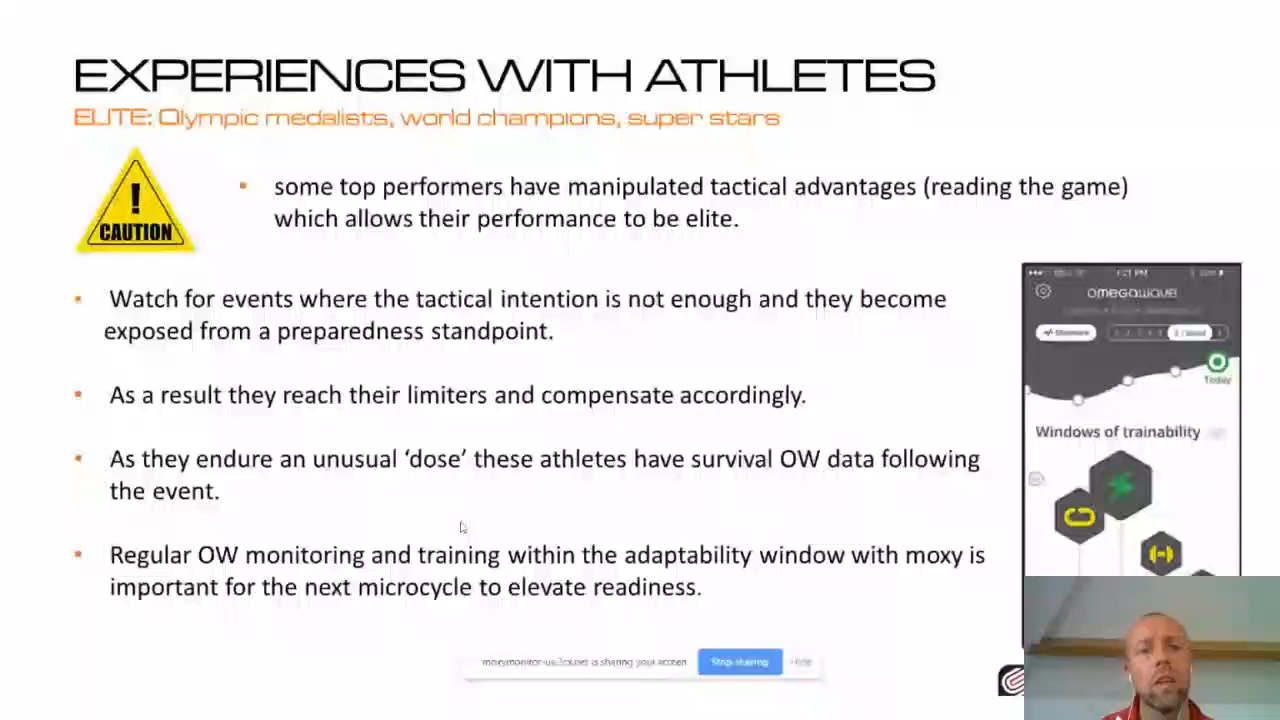 EXPERIENCES WITH ATHLETES
ELITE: Olympic medalists, world champions, super stars
!
CAUTION
▪ some top performers have manipulated tactical advantages (reading the game)
which allows their performance to be elite.
▪ Watch for events where the tactical intention is not enough and they become
exposed from a preparedness standpoint.
▪ As a result they reach their limiters and compensate accordingly.
▪ As they endure an unusual ‘dose’ these athletes have survival OW data following
the event.
▪ Regular OW monitoring and training within the adaptability window with moxy is
important for the next microcycle to elevate readiness.
omegawave
Measure
Today
Windows of trainability
is sharing your screen
Stop sharing
Hide